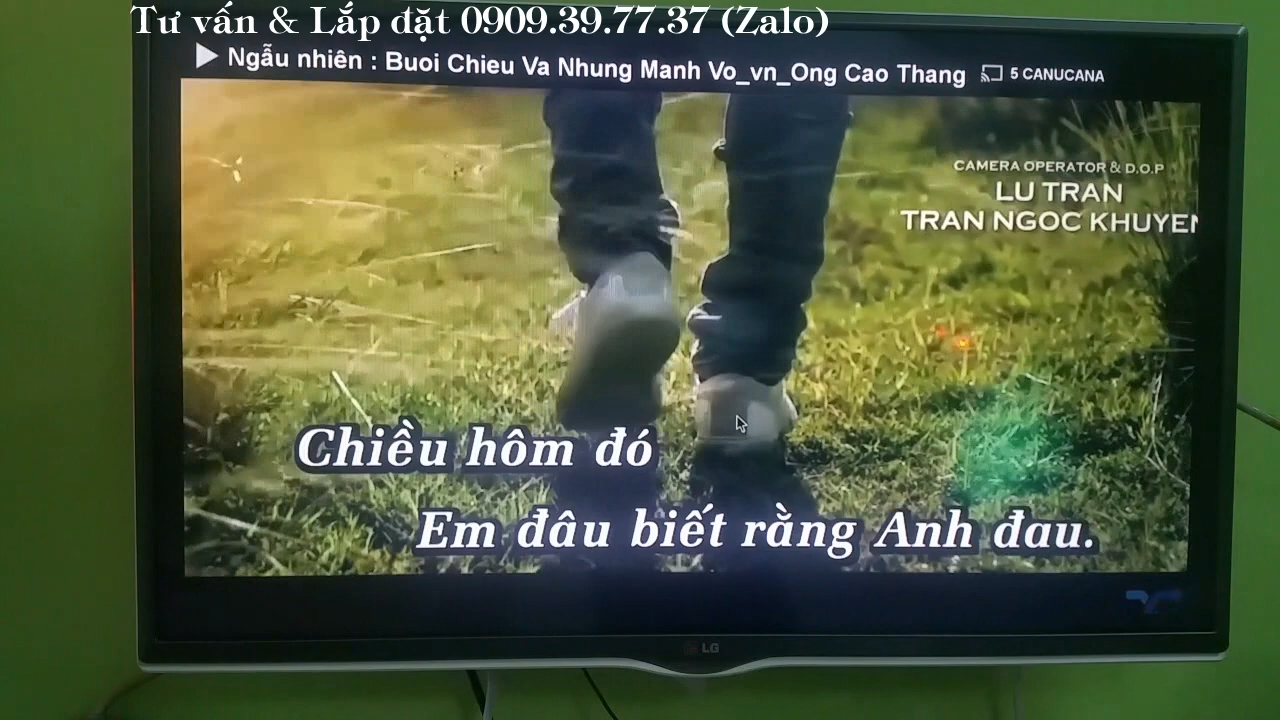 Tư vấn & Lắp đặt 0909.39.77.37 (Zalo)
Ngẫu nhiên : Buoi Chieu Va Nhung Manh Vo_vn_Ong Cao Thang 5 CANUCANA
CAMERA OPERATOR & D.O.P
LU TRAN
TRAN NGOC KHUYEN
Chiều hôm đó
Em đâu biết rằng Anh đau.
LG